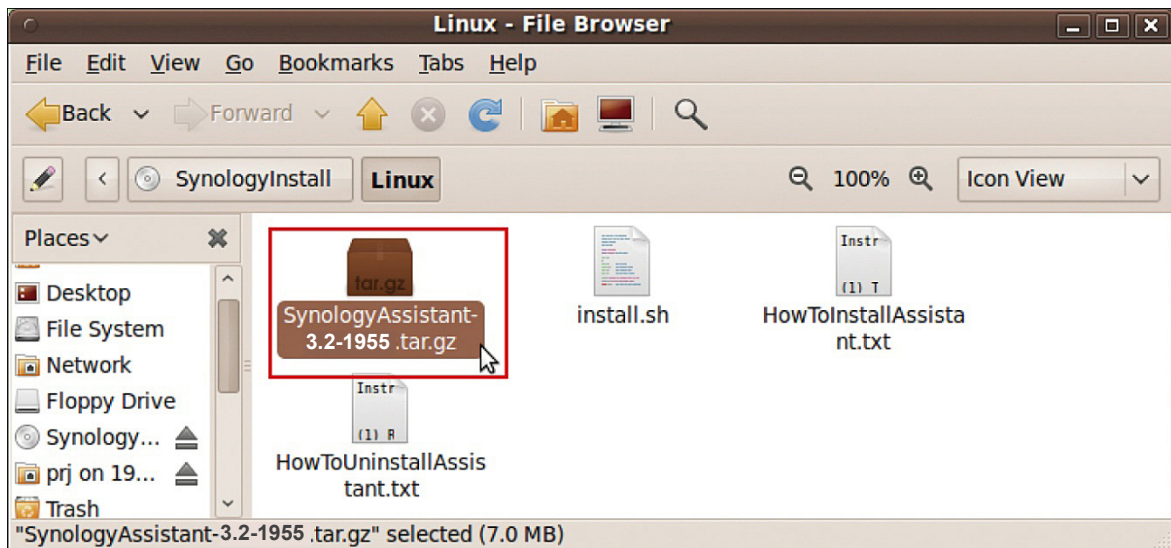 Linux - File Browser
File Edit View Go Bookmarks Tabs Help
Back Forward
SynologyInstall Linux 100% Icon View
Places
Desktop
File System
Network
Floppy Drive
Synology...
prj on 19...
Trash
tar.gz
SynologyAssistant-
3.2-1955 .tar.gz
install.sh
Instr
(1) T
HowToInstallAssista
nt.txt
Instr
(1) R
HowToUninstallAssis
tant.txt
"SynologyAssistant-3.2-1955 .tar.gz" selected (7.0 MB)